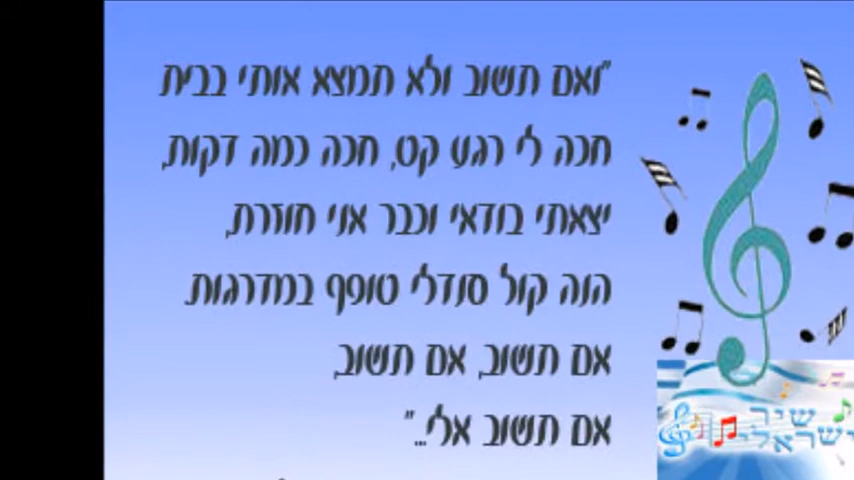 "ואם תשוב ולא תמצא אותי בבית
חכה לי רגע קט, חכה כמה דקות,
יצאתי בודאי וכבר אני חוזרת,
הנה קול סנדלי טופף במדרגות.
אם תשוב, אם תשוב,
אם תשוב אלי..."
שיר
ישראלי